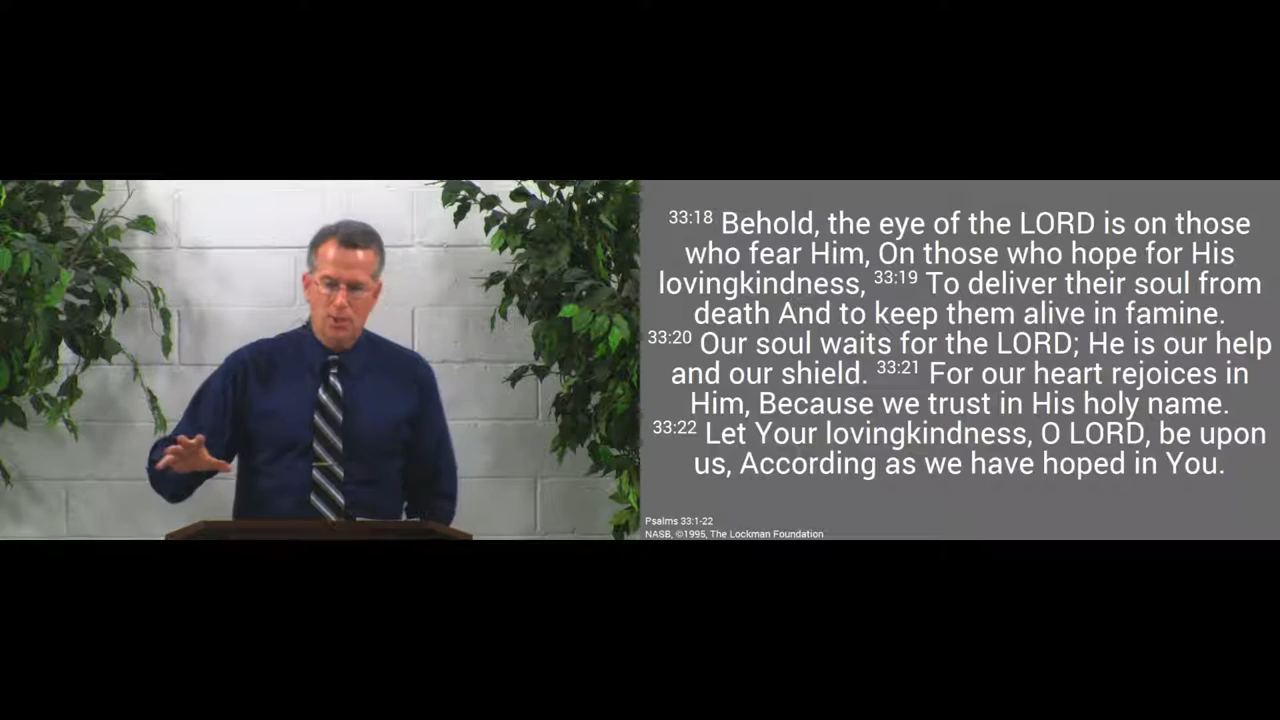 33:18 Behold, the eye of the LORD is on those
who fear Him, On those who hope for His
lovingkindness, 33:19 To deliver their soul from
death And to keep them alive in famine.
33:20 Our soul waits for the LORD; He is our help
and our shield. 33:21 For our heart rejoices in
Him, Because we trust in His holy name.
33:22 Let Your lovingkindness, O LORD, be upon
us, According as we have hoped in You.
Psalms 33:1-22
NASB, ©1995, The Lockman Foundation